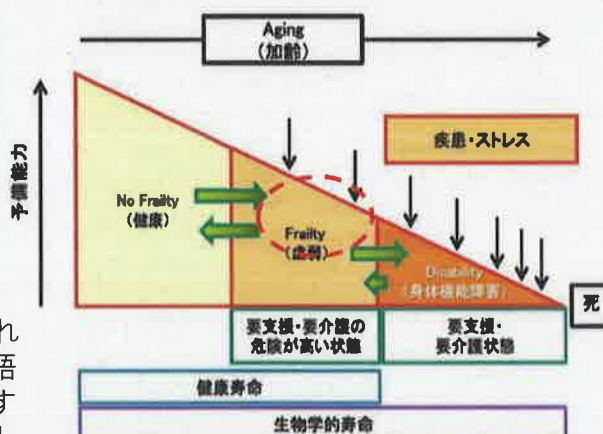 Aging
(加齢)
予備能力
疾患・ストレス
No Frailty
(健康)
Frailty
(虚弱)
Disability
(身体機能障害)
死
要支援・要介護の
危険が高い状態
要支援・
要介護状態
健康寿命
生物学的寿命
れ
語
す